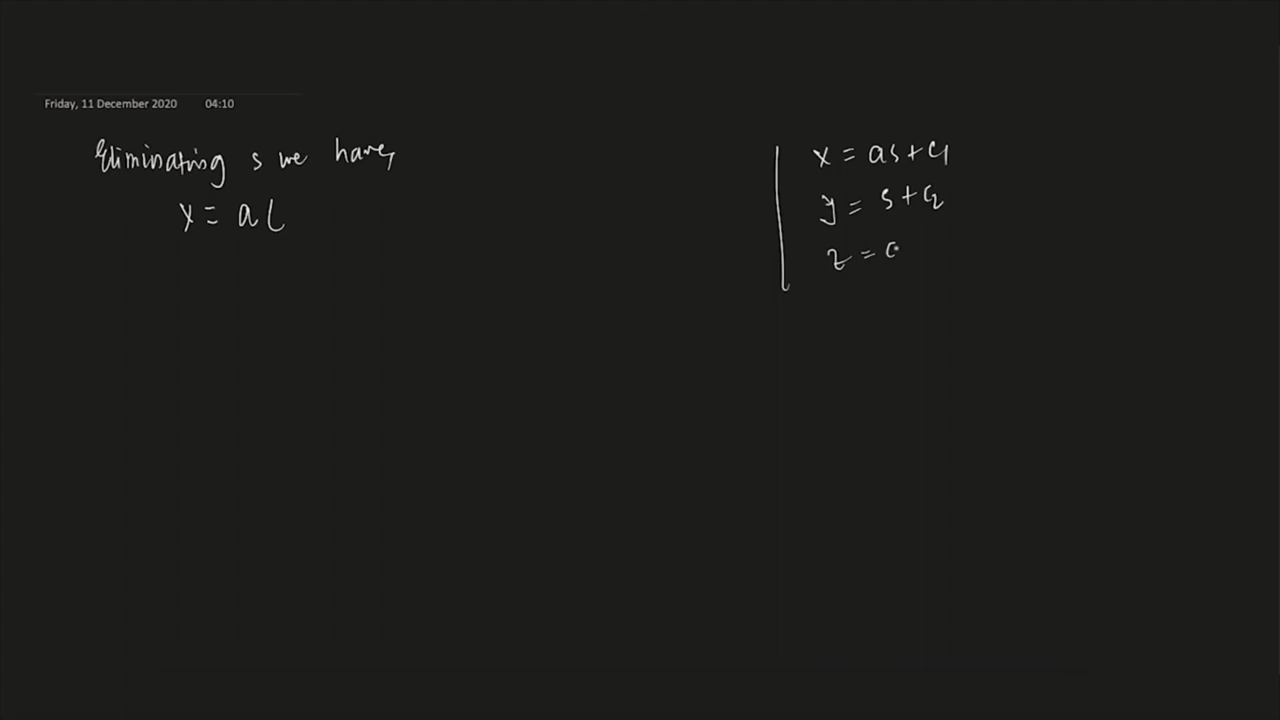 Friday, 11 December 2020 04:10
Eliminating s we have,
x = a (
x = as + c1
y = s + c2
z = c